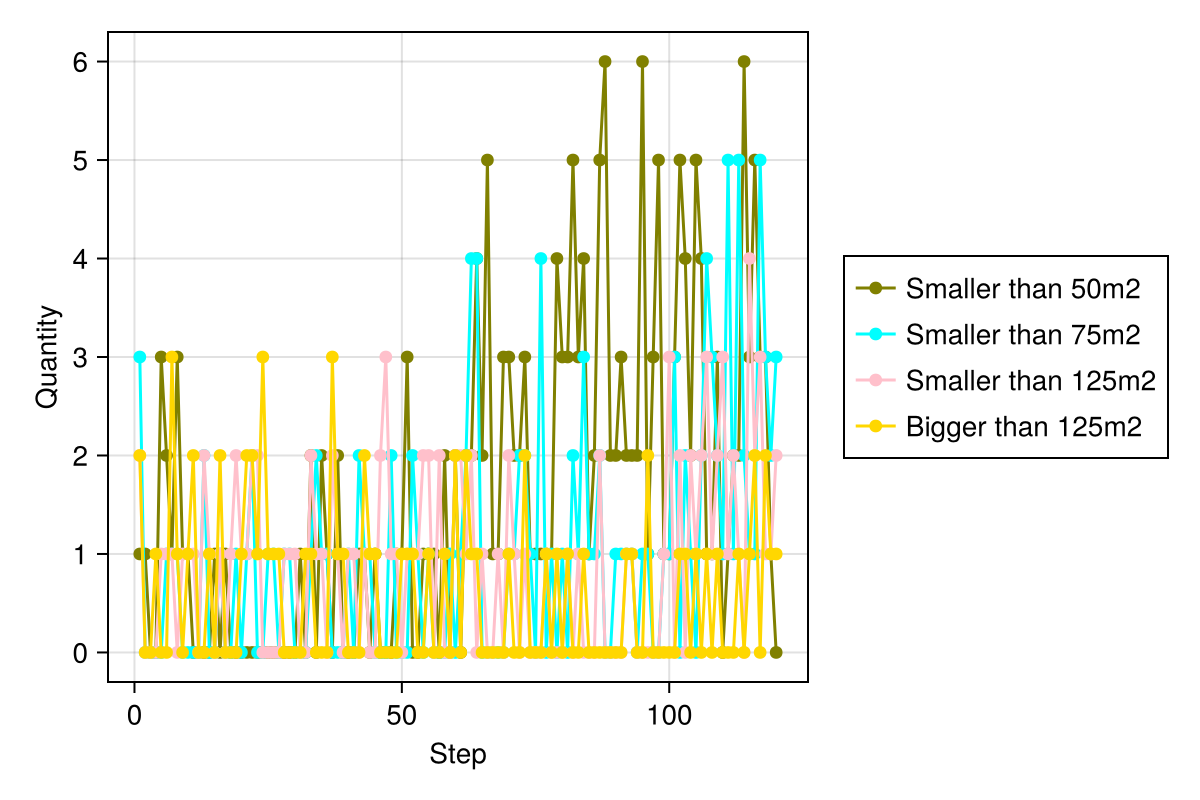 6
5
4
3
2
1
0
Quantity
0 50 100
Step
Smaller than 50m2
Smaller than 75m2
Smaller than 125m2
Bigger than 125m2